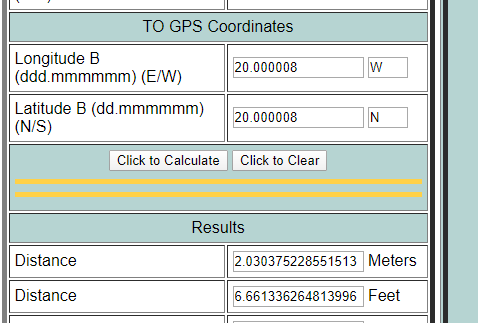 TO GPS Coordinates
Longitude B
(ddd.mmmmmm) (E/W)
20.000008 W
Latitude B (dd.mmmmmm)
(N/S)
20.000008 N
Click to Calculate Click to Clear
Results
Distance 2.030375228551513 Meters
Distance 6.661336264813996 Feet